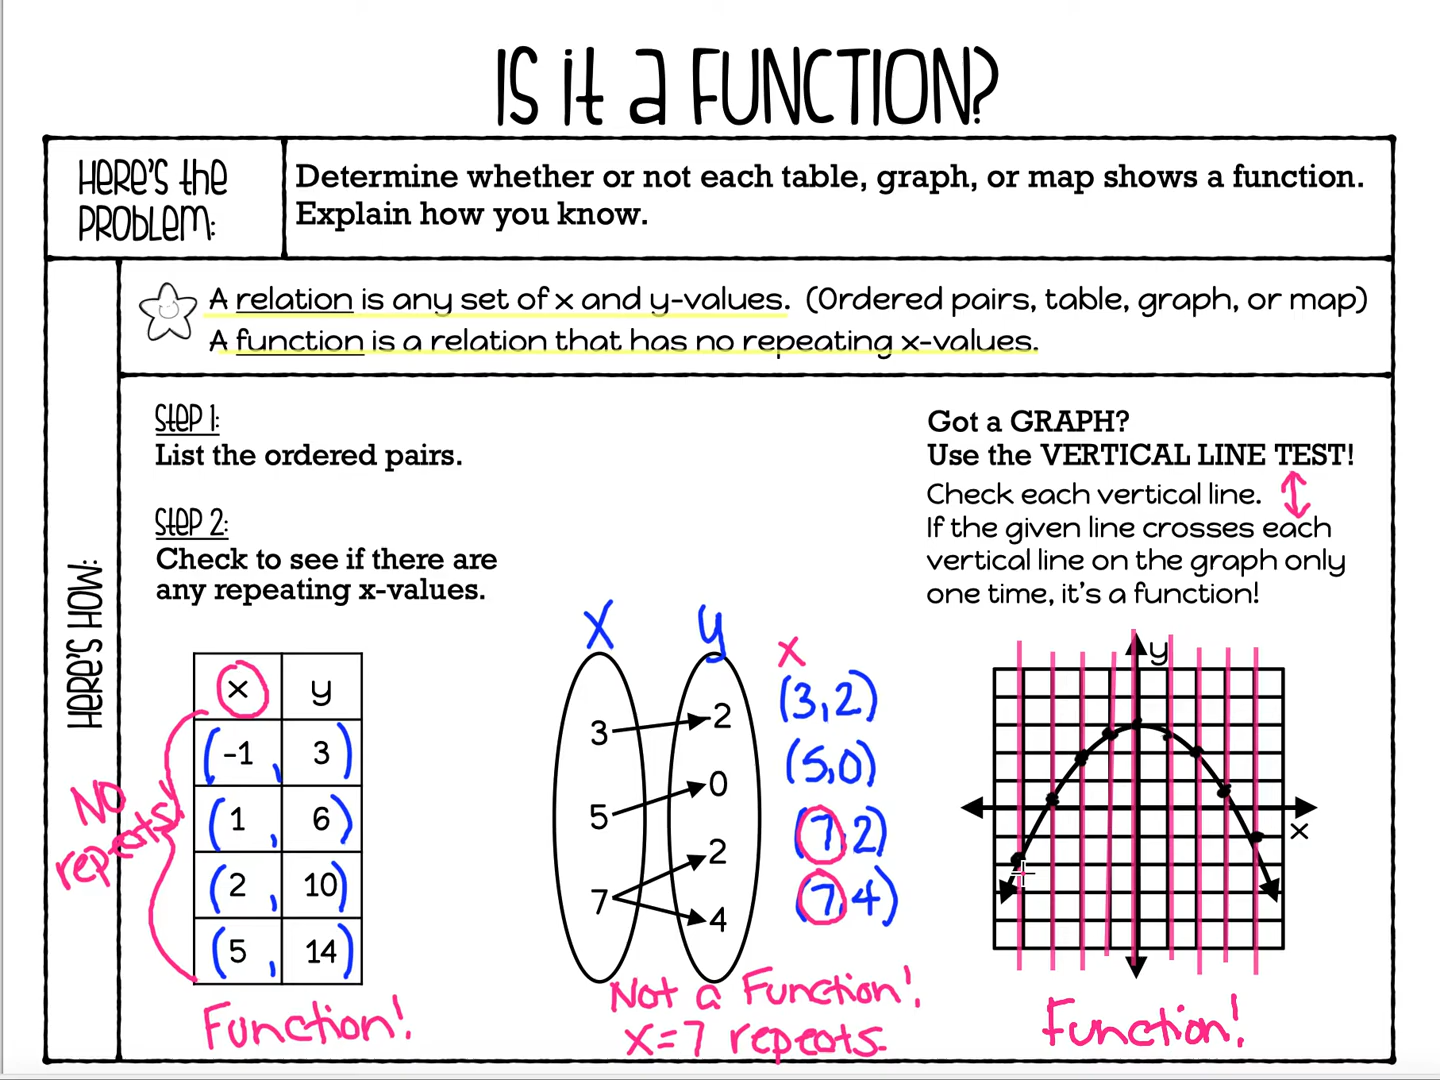 Is it a FUNCTION?
Here's the
Problem:
Determine whether or not each table, graph, or map shows a function.
Explain how you know.
Here's How:
A relation is any set of x and y-values. (Ordered pairs, table, graph, or map)
A function is a relation that has no repeating x-values.
Step 1:
List the ordered pairs.
Step 2:
Check to see if there are
any repeating x-values.
Got a GRAPH?
Use the VERTICAL LINE TEST!
Check each vertical line.
If the given line crosses each
vertical line on the graph only
one time, it's a function!
x y
(-1, 3)
(1, 6)
(2, 10)
(5, 14)
No
repeats!
Function!
x y
3 2
5 0
7 2
4
x
(3,2)
(5,0)
(7,2)
(7,4)
Not a Function!
x=7 repeats.
y
x
Function!